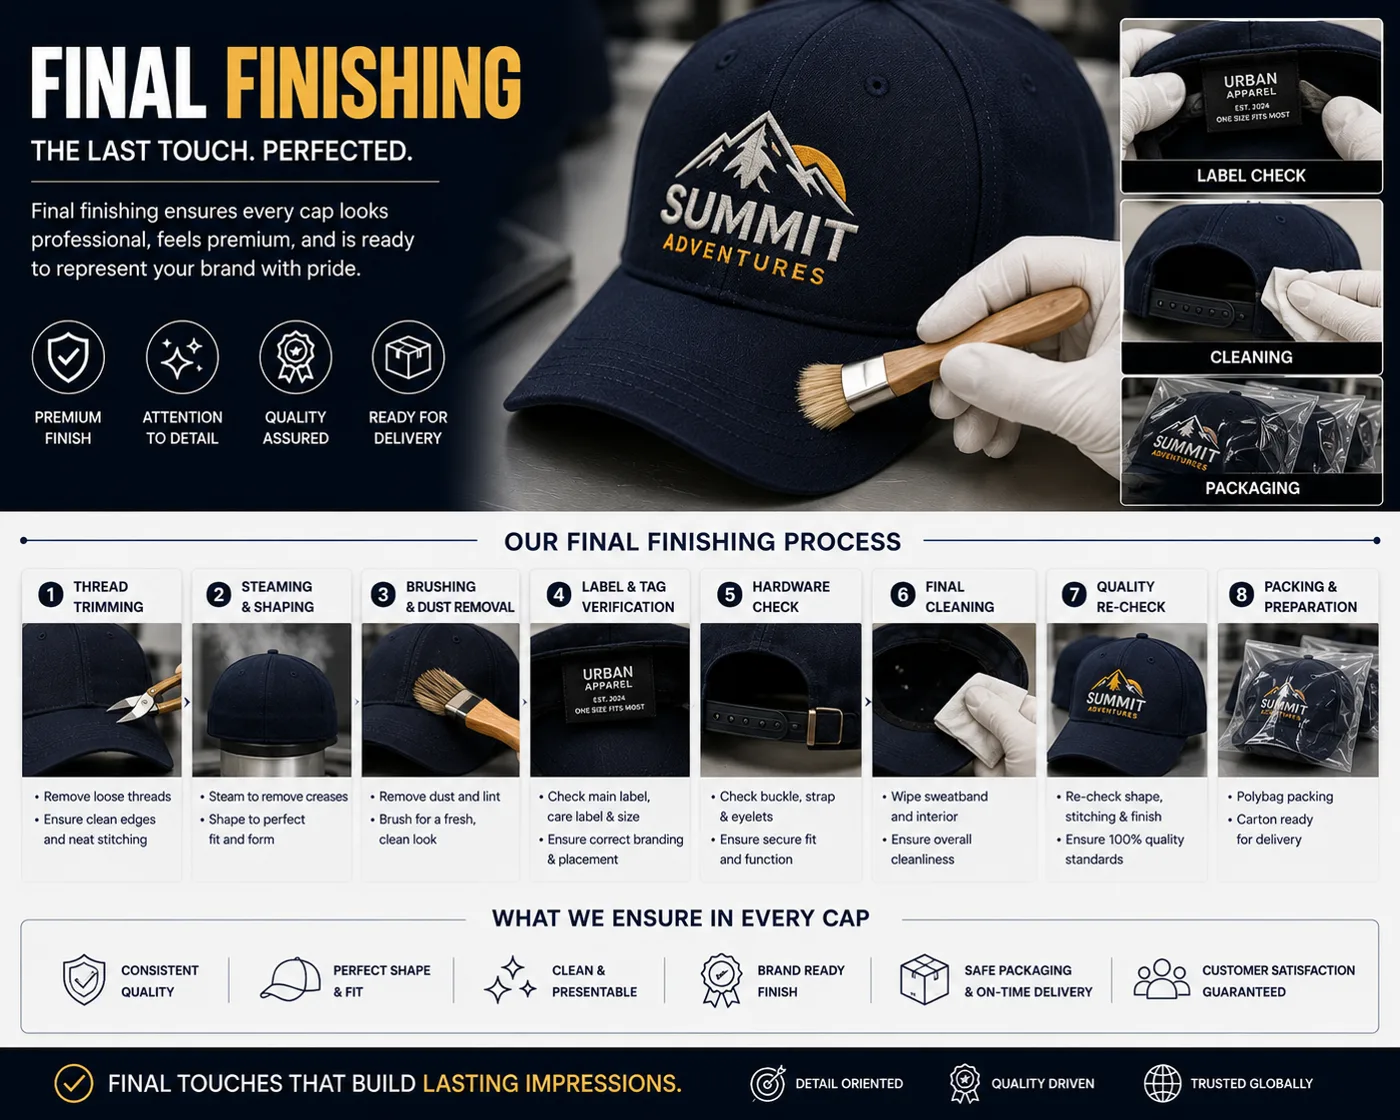 FINAL FINISHING
THE LAST TOUCH. PERFECTED.
Final finishing ensures every cap looks
professional, feels premium, and is ready
to represent your brand with pride.
PREMIUM
FINISH
ATTENTION
TO DETAIL
QUALITY
ASSURED
READY FOR
DELIVERY
SUMMIT
ADVENTURES
URBAN
APPAREL
EST. 2024
ONE SIZE FITS MOST
LABEL CHECK
CLEANING
SUMMIT
ADVENTURES
PACKAGING
OUR FINAL FINISHING PROCESS
1 THREAD
TRIMMING
• Remove loose threads
• Ensure clean edges
and neat stitching
2 STEAMING
& SHAPING
• Steam to remove creases
• Shape to perfect
fit and form
3 BRUSHING
& DUST REMOVAL
• Remove dust and lint
• Brush for a fresh,
clean look
4 LABEL & TAG
VERIFICATION
URBAN
APPAREL
EST. 2024
ONE SIZE FITS MOST
• Check main label,
care label & size
• Ensure correct branding
& placement
5 HARDWARE
CHECK
• Check buckle, strap
& eyelets
• Ensure secure fit
and function
6 FINAL
CLEANING
• Wipe sweatband
and interior
• Ensure overall
cleanliness
7 QUALITY
RE-CHECK
SUMMIT
ADVENTURES
• Re-check shape,
stitching & finish
• Ensure 100% quality
standards
8 PACKING &
PREPARATION
SUMMIT
ADVENTURES
• Polybag packing
• Carton ready
for delivery
WHAT WE ENSURE IN EVERY CAP
CONSISTENT
QUALITY
PERFECT SHAPE
& FIT
CLEAN &
PRESENTABLE
BRAND READY
FINISH
SAFE PACKAGING
& ON-TIME DELIVERY
CUSTOMER SATISFACTION
GUARANTEED
FINAL TOUCHES THAT BUILD LASTING IMPRESSIONS.
DETAIL ORIENTED
QUALITY DRIVEN
TRUSTED GLOBALLY